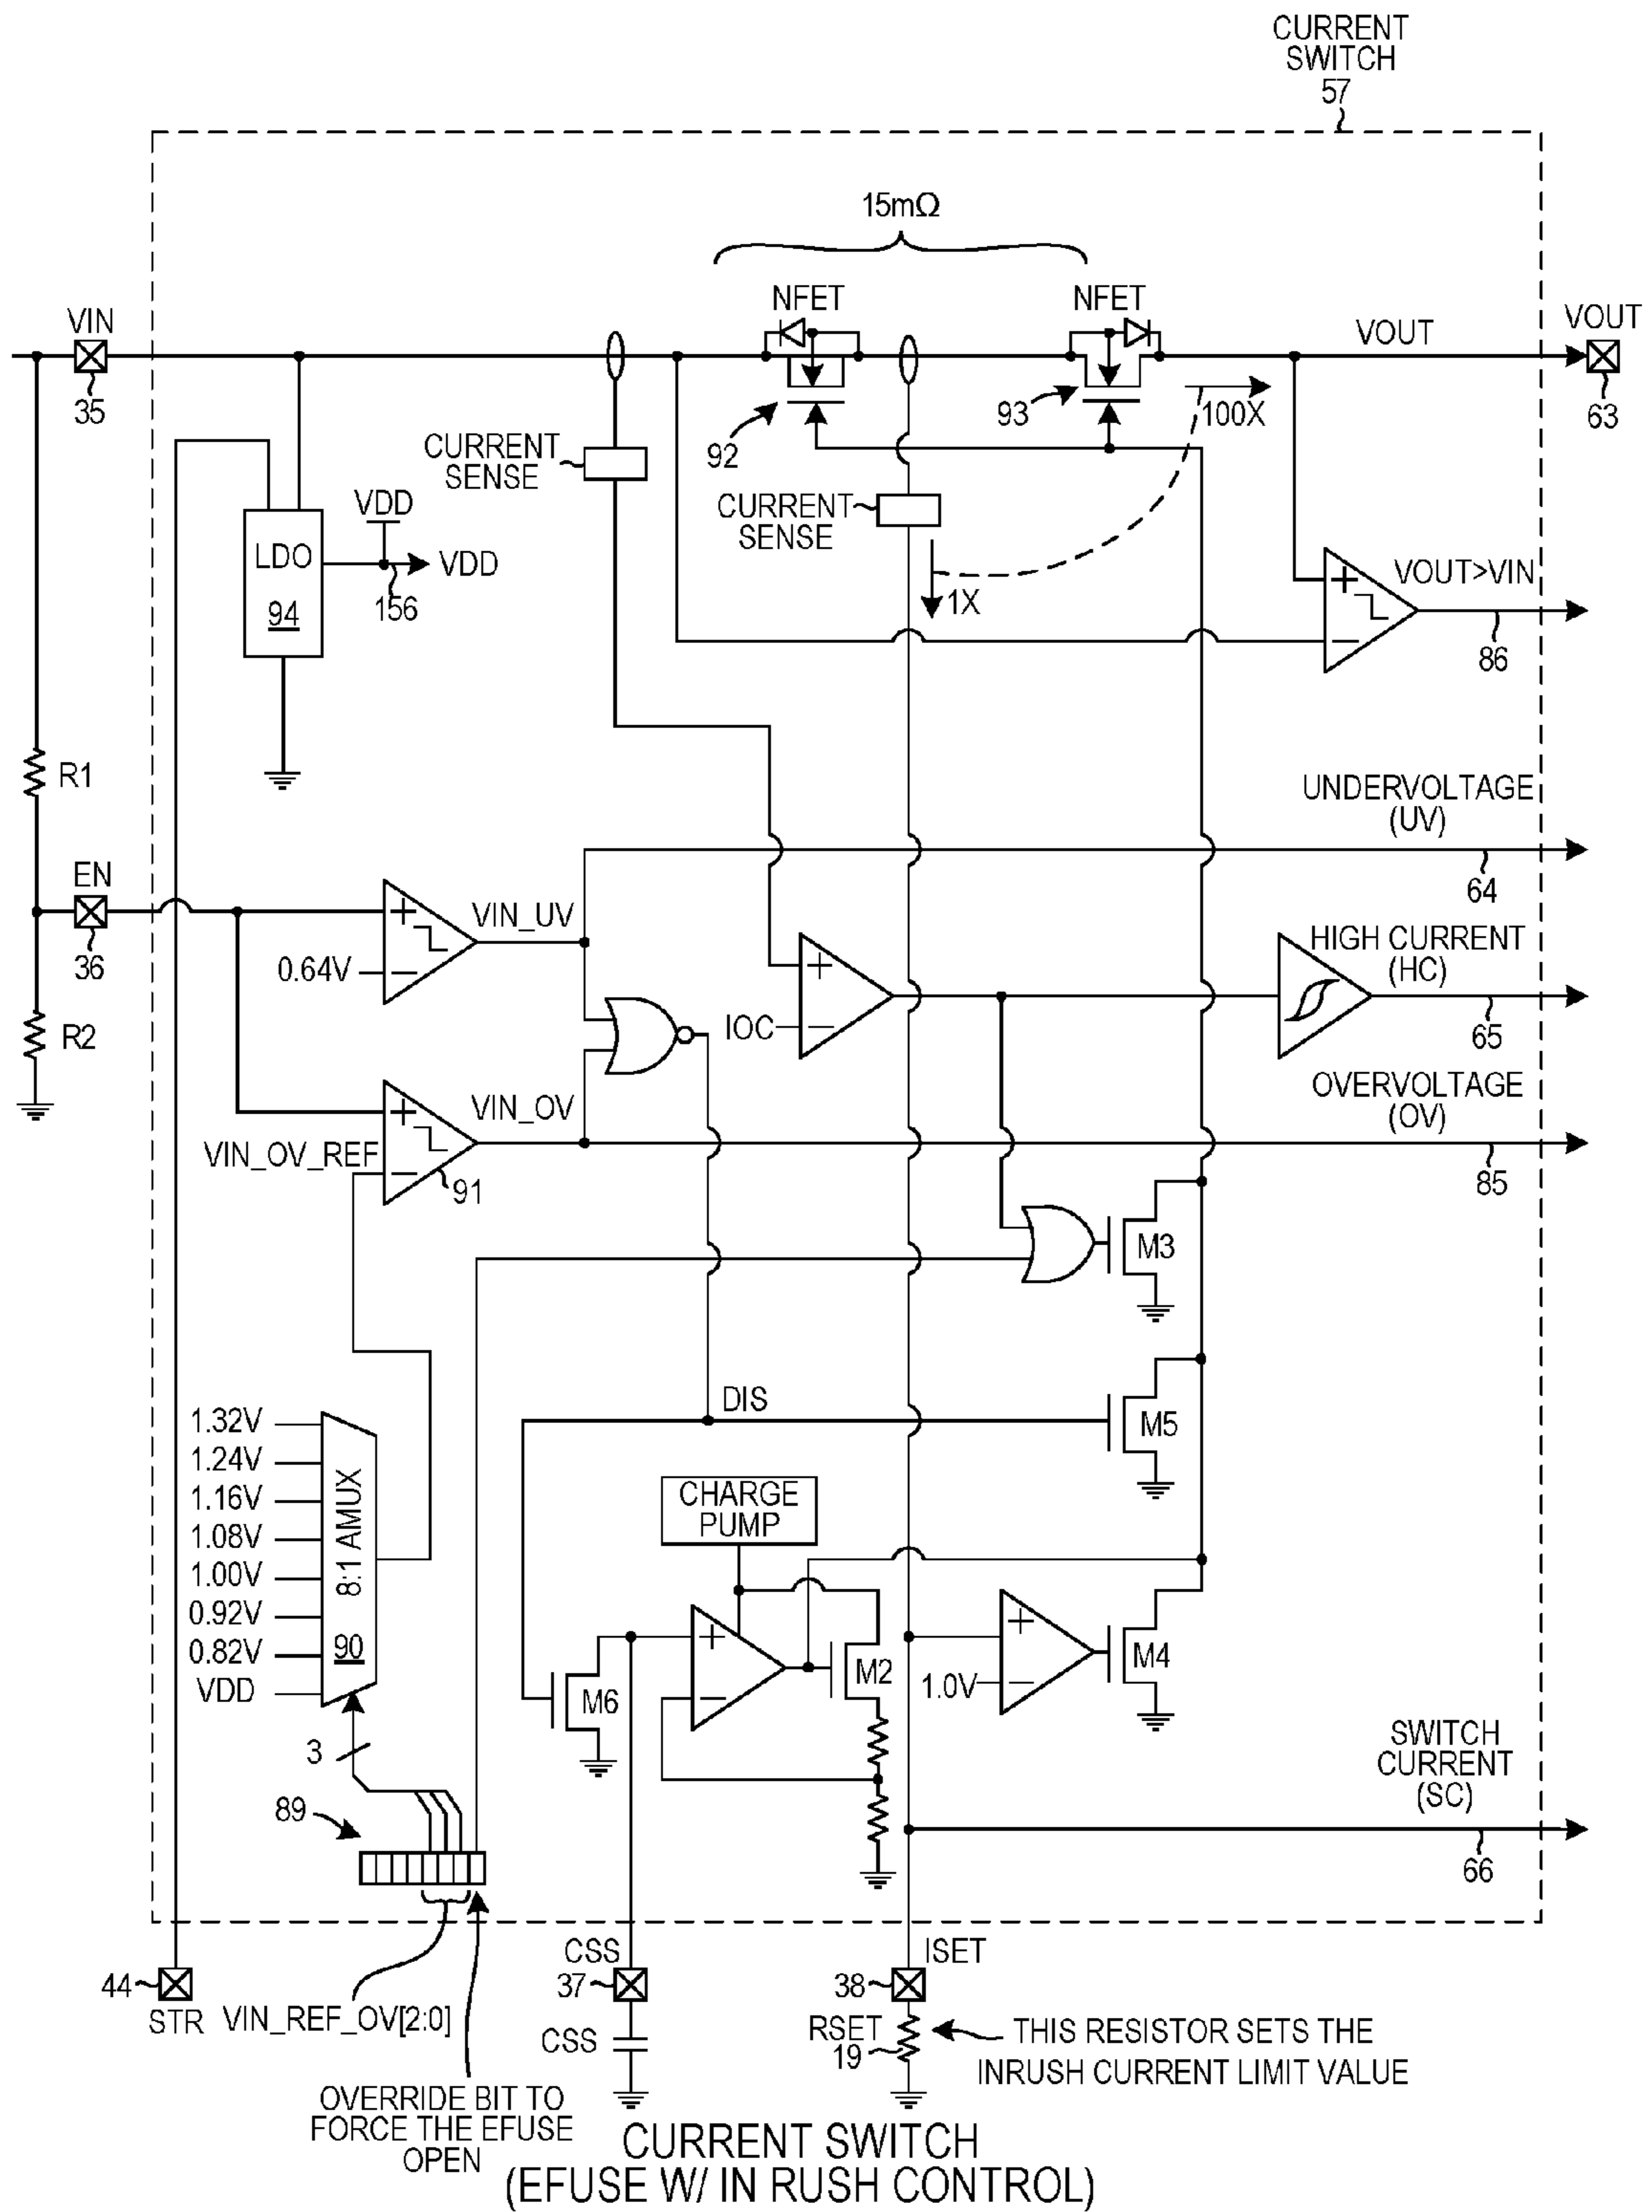 CURRENT
SWITCH
57
15mΩ
NFET
NFET
VIN
35
VOUT
VOUT
63
92
93
100X
CURRENT
SENSE
CURRENT
SENSE
1X
VDD
LDO
94
VDD
156
VOUT>VIN
+
−
86
R1
UNDERVOLTAGE
(UV)
64
EN
36
+
0.64V
−
VIN_UV
R2
+
IOC
−
HIGH CURRENT
(HC)
65
OVERVOLTAGE
(OV)
85
+
VIN_OV
VIN_OV_REF
−
91
M3
DIS
M5
1.32V
1.24V
1.16V
1.08V
1.00V
0.92V
0.82V
VDD
8:1 AMUX
90
CHARGE
PUMP
M6
+
−
M2
+
1.0V
−
M4
3
89
SWITCH
CURRENT
(SC)
66
44
STR
VIN_REF_OV[2:0]
CSS
37
CSS
ISET
38
RSET
19
THIS RESISTOR SETS THE
INRUSH CURRENT LIMIT VALUE
OVERRIDE BIT TO
FORCE THE EFUSE
OPEN
CURRENT SWITCH
(EFUSE W/ IN RUSH CONTROL)